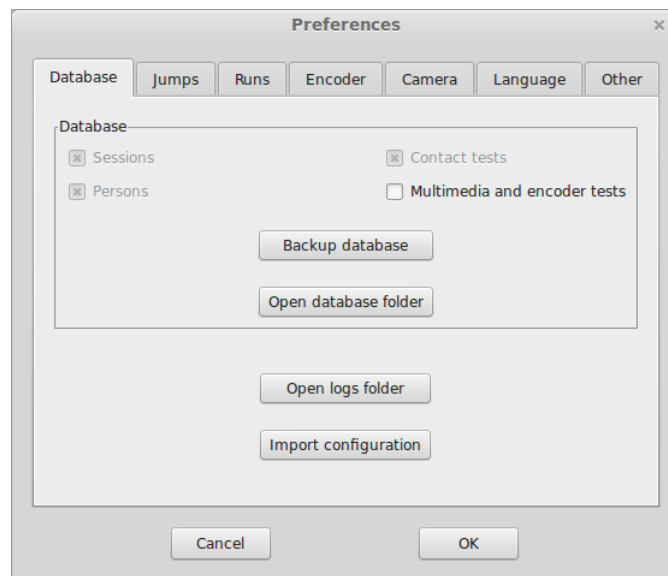 Preferences
Database Jumps Runs Encoder Camera Language Other
Database
Sessions Contact tests
Persons Multimedia and encoder tests
Backup database
Open database folder
Open logs folder
Import configuration
Cancel OK